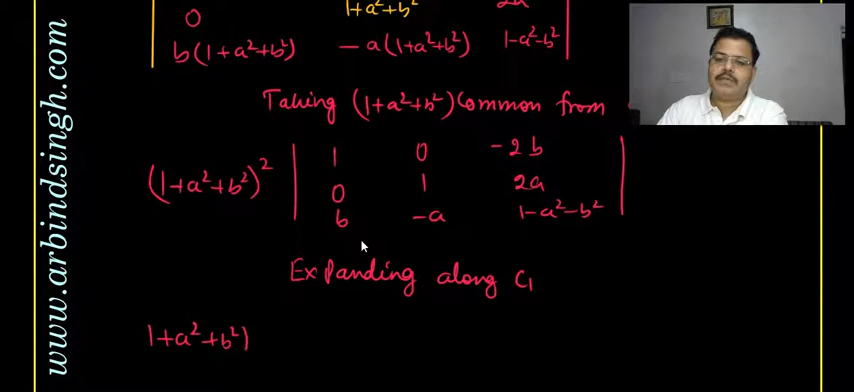 1+a²+b² 2a
0
b(1+a²+b²) -a(1+a²+b²) 1-a²-b²
Taking (1+a²+b²) Common from
(1+a²+b²)² | 1 0 -2b |
0 1 2a
b -a 1-a²-b²
Expanding along C₁
1+a²+b²)
www.arbindsingh.com